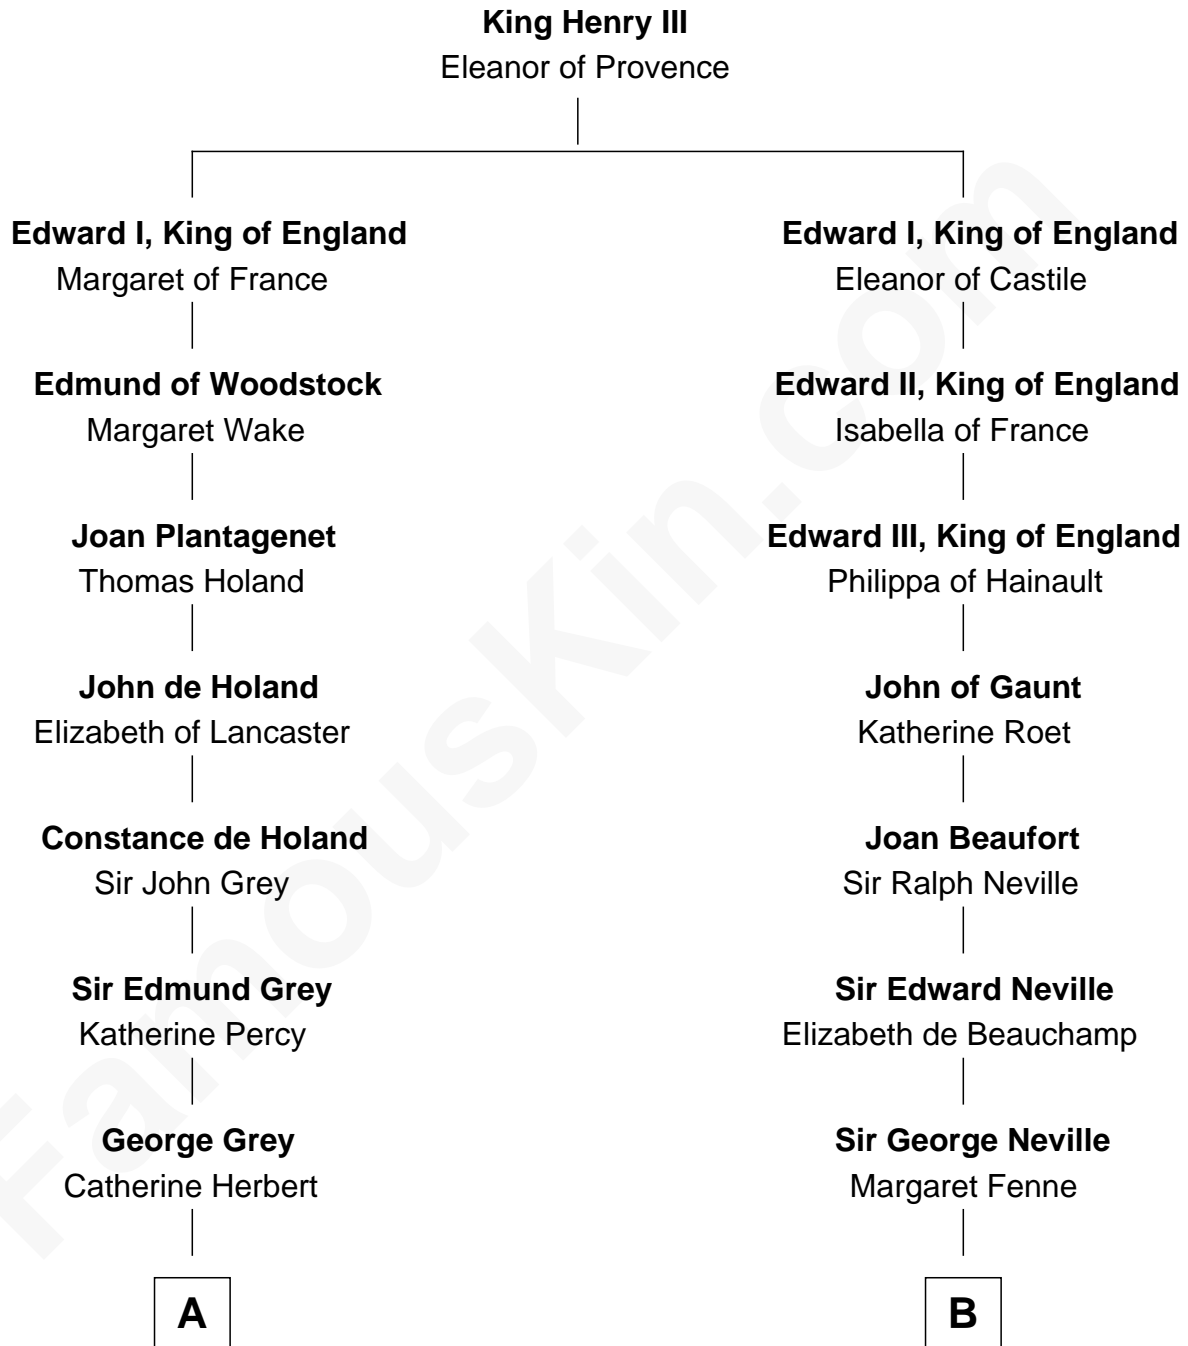 King Henry III
Eleanor of Provence
Edward I, King of England
Margaret of France
Edmund of Woodstock
Margaret Wake
Joan Plantagenet
Thomas Holand
John de Holand
Elizabeth of Lancaster
Constance de Holand
Sir John Grey
Sir Edmund Grey
Katherine Percy
George Grey
Catherine Herbert
A
Edward I, King of England
Eleanor of Castile
Edward II, King of England
Isabella of France
Edward III, King of England
Philippa of Hainault
John of Gaunt
Katherine Roet
Joan Beaufort
Sir Ralph Neville
Sir Edward Neville
Elizabeth de Beauchamp
Sir George Neville
Margaret Fenne
B
FamousKin.com